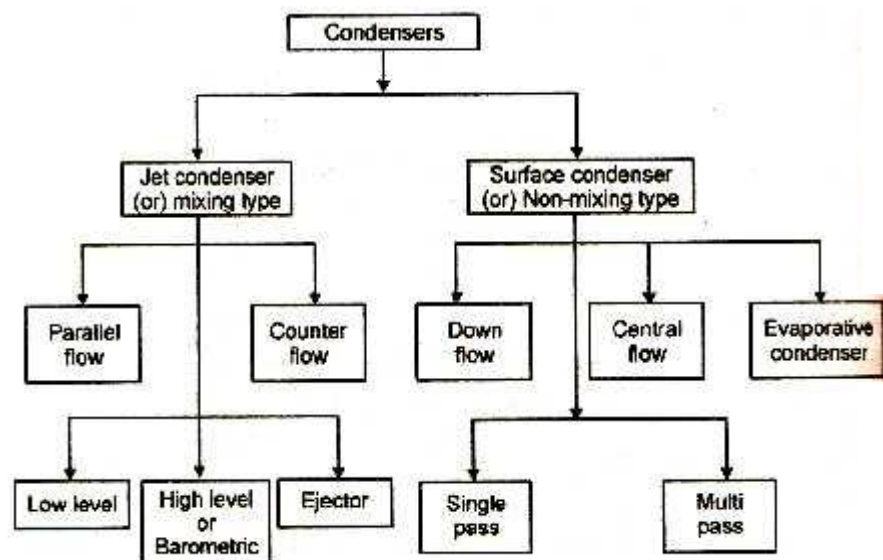 Condensers
Jet condenser
(or) mixing type
Surface condenser
(or) Non-mixing type
Parallel
flow
Counter
flow
Down
flow
Central
flow
Evaporative
condenser
Low level
High level
or
Barometric
Ejector
Single
pass
Multi
pass